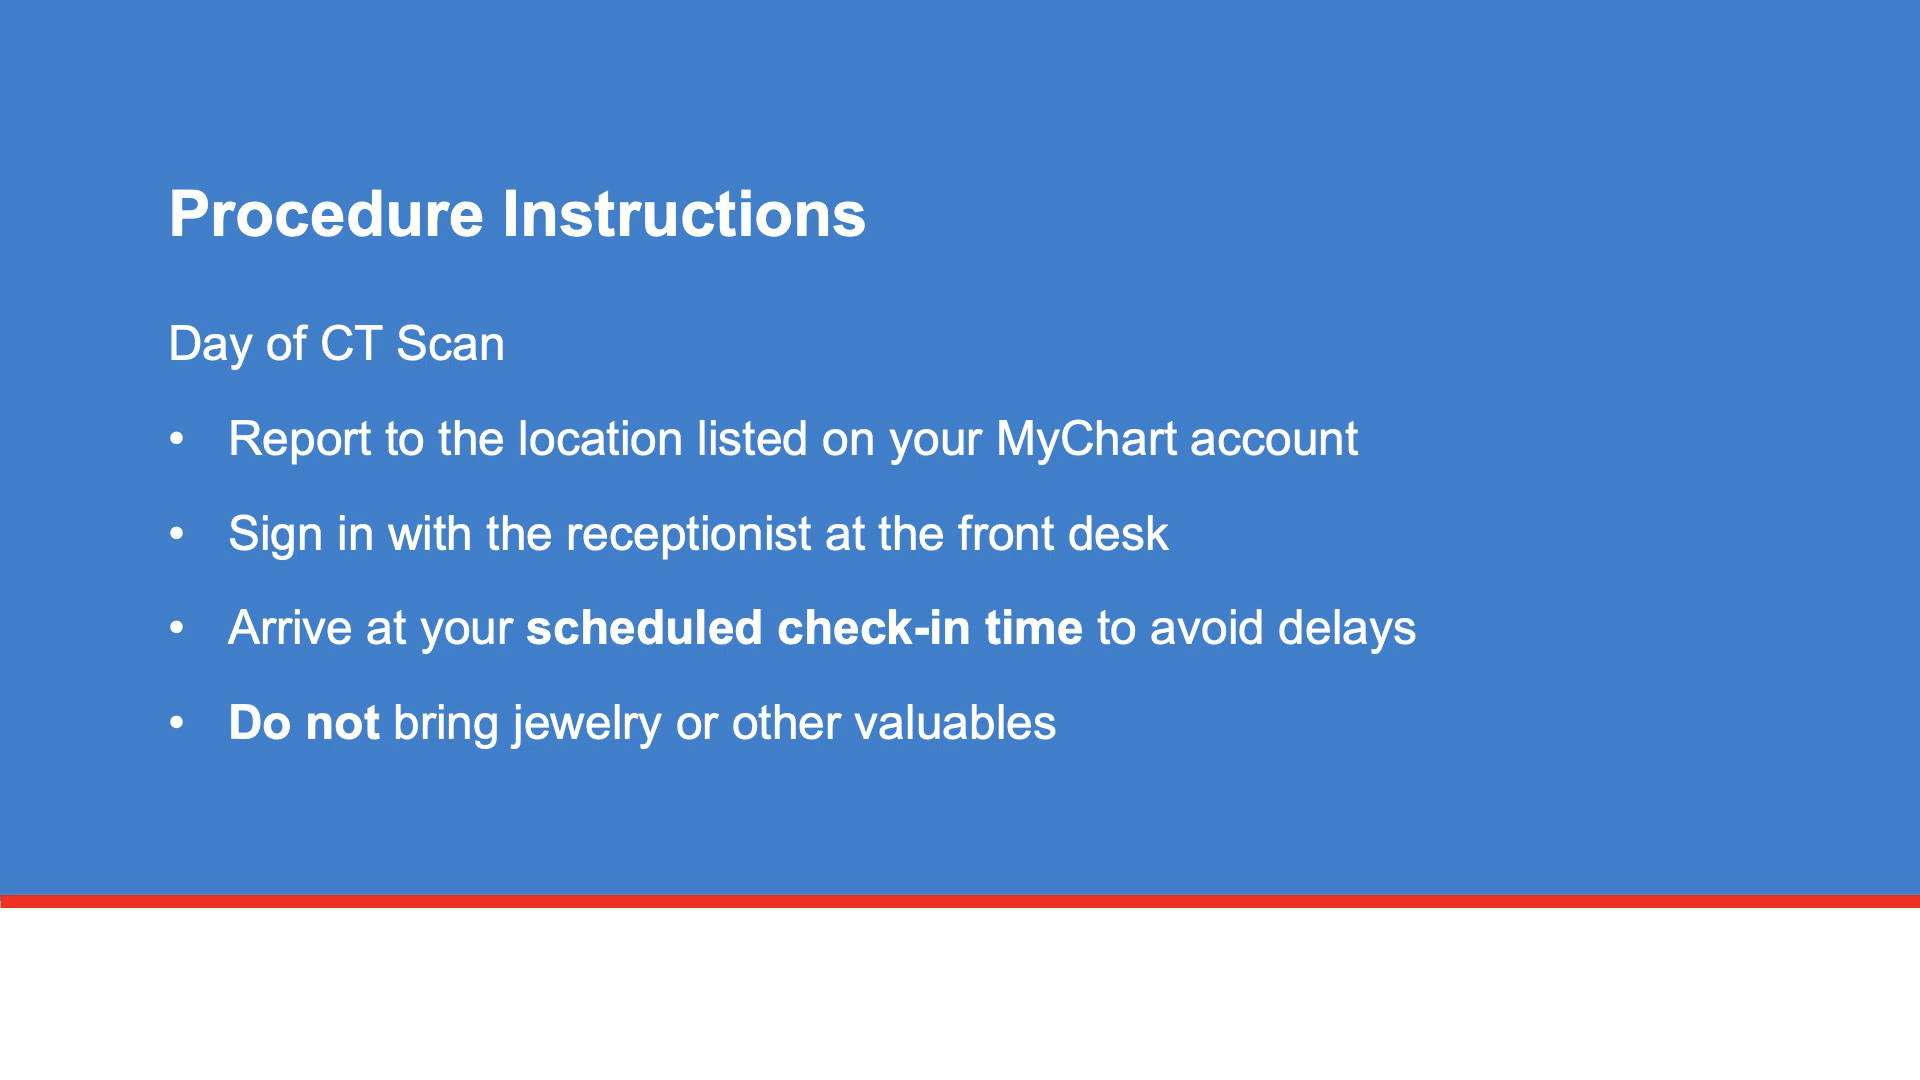 Procedure Instructions
Day of CT Scan
• Report to the location listed on your MyChart account
• Sign in with the receptionist at the front desk
• Arrive at your scheduled check-in time to avoid delays
• Do not bring jewelry or other valuables